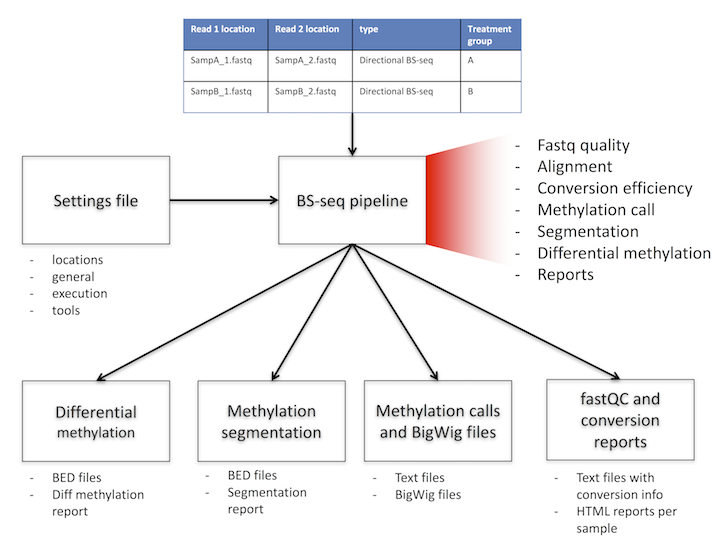 Read 1 location Read 2 location type Treatment group
SampA_1.fastq SampA_2.fastq Directional BS-seq A
SampB_1.fastq SampB_2.fastq Directional BS-seq B
Settings file
- locations
- general
- execution
- tools
BS-seq pipeline
- Fastq quality
- Alignment
- Conversion efficiency
- Methylation call
- Segmentation
- Differential methylation
- Reports
Differential
methylation
- BED files
- Diff methylation
report
Methylation
segmentation
- BED files
- Segmentation
report
Methylation calls
and BigWig files
- Text files
- BigWig files
fastQC and
conversion
reports
- Text files with
conversion info
- HTML reports per
sample